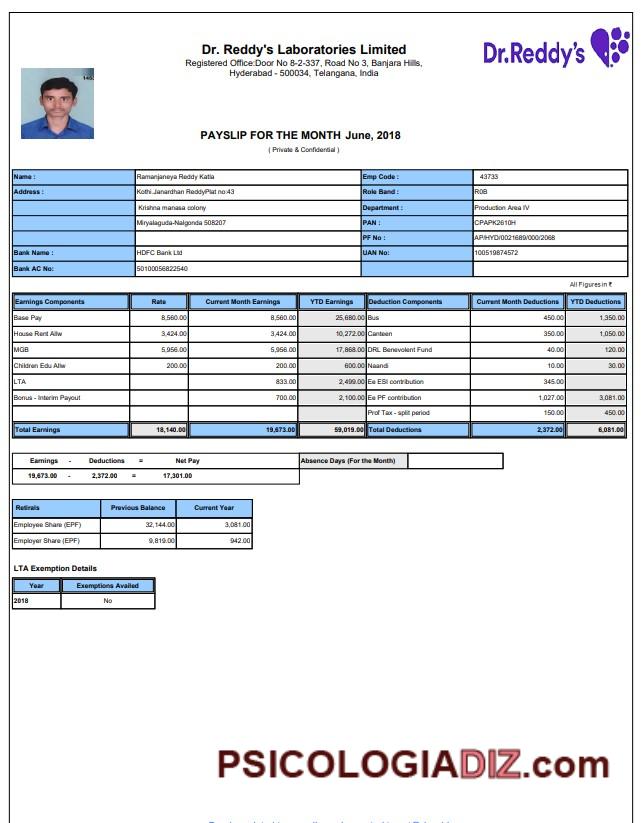 Dr. Reddy's Laboratories Limited
Registered Office:Door No 8-2-337, Road No 3, Banjara Hills,
Hyderabad - 500034, Telangana, India
Dr.Reddy's
PAYSLIP FOR THE MONTH June, 2018
( Private & Confidential )
Name : Ramanjaneya Reddy Katla Emp Code : 43733
Address : Kothi.Janardhan ReddyPlat no:43 Role Band : R0B
Krishna manasa colony Department : Production Area IV
Miryalaguda-Nalgonda 508207 PAN : CPAPK2610H
PF No : AP/HYD/0021689/000/2068
Bank Name : HDFC Bank Ltd UAN No: 100519874572
Bank AC No: 50100056822540
All Figures in ₹
Earnings Components Rate Current Month Earnings YTD Earnings Deduction Components Current Month Deductions YTD Deductions
Base Pay 8,560.00 8,560.00 25,680.00 Bus 450.00 1,350.00
House Rent Allw 3,424.00 3,424.00 10,272.00 Canteen 350.00 1,050.00
MGB 5,956.00 5,956.00 17,868.00 DRL Benevolent Fund 40.00 120.00
Children Edu Allw 200.00 200.00 600.00 Naandi 10.00 30.00
LTA 833.00 2,499.00 Ee ESI contribution 345.00
Bonus - Interim Payout 700.00 2,100.00 Ee PF contribution 1,027.00 3,081.00
Prof Tax - split period 150.00 450.00
Total Earnings 18,140.00 19,673.00 59,019.00 Total Deductions 2,372.00 6,081.00
Earnings - Deductions = Net Pay Absence Days (For the Month)
19,673.00 - 2,372.00 = 17,301.00
Retirals Previous Balance Current Year
Employee Share (EPF) 32,144.00 3,081.00
Employer Share (EPF) 9,819.00 942.00
LTA Exemption Details
Year Exemptions Availed
2018 No
PSICOLOGIADIZ.com